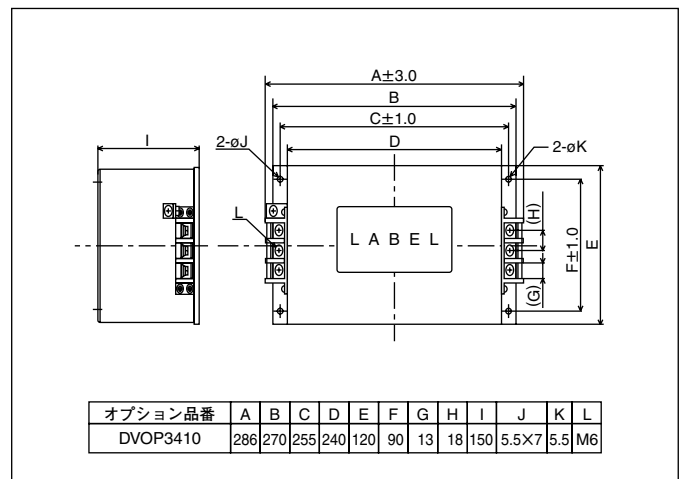 A±3.0
B
C±1.0
I
D
2-øJ
2-øK
L
LABEL
(H)
F±1.0
E
(G)
オプション品番 A B C D E F G H I J K L
DVOP3410 286 270 255 240 120 90 13 18 150 5.5×7 5.5 M6